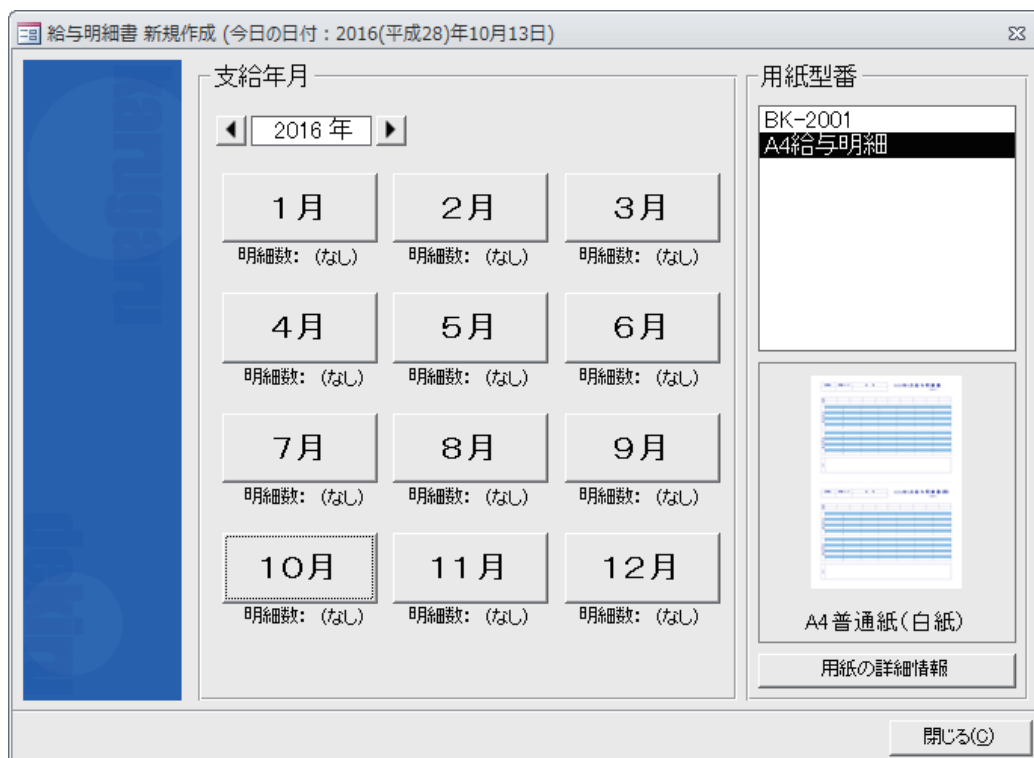 給与明細書 新規作成 (今日の日付：2016(平成28)年10月13日)
支給年月
2016 年
1月
2月
3月
明細数： (なし)
明細数： (なし)
明細数： (なし)
4月
5月
6月
明細数： (なし)
明細数： (なし)
明細数： (なし)
7月
8月
9月
明細数： (なし)
明細数： (なし)
明細数： (なし)
10月
11月
12月
明細数： (なし)
明細数： (なし)
明細数： (なし)
用紙型番
BK-2001
A4給与明細
A4普通紙(白紙)
用紙の詳細情報
閉じる(C)